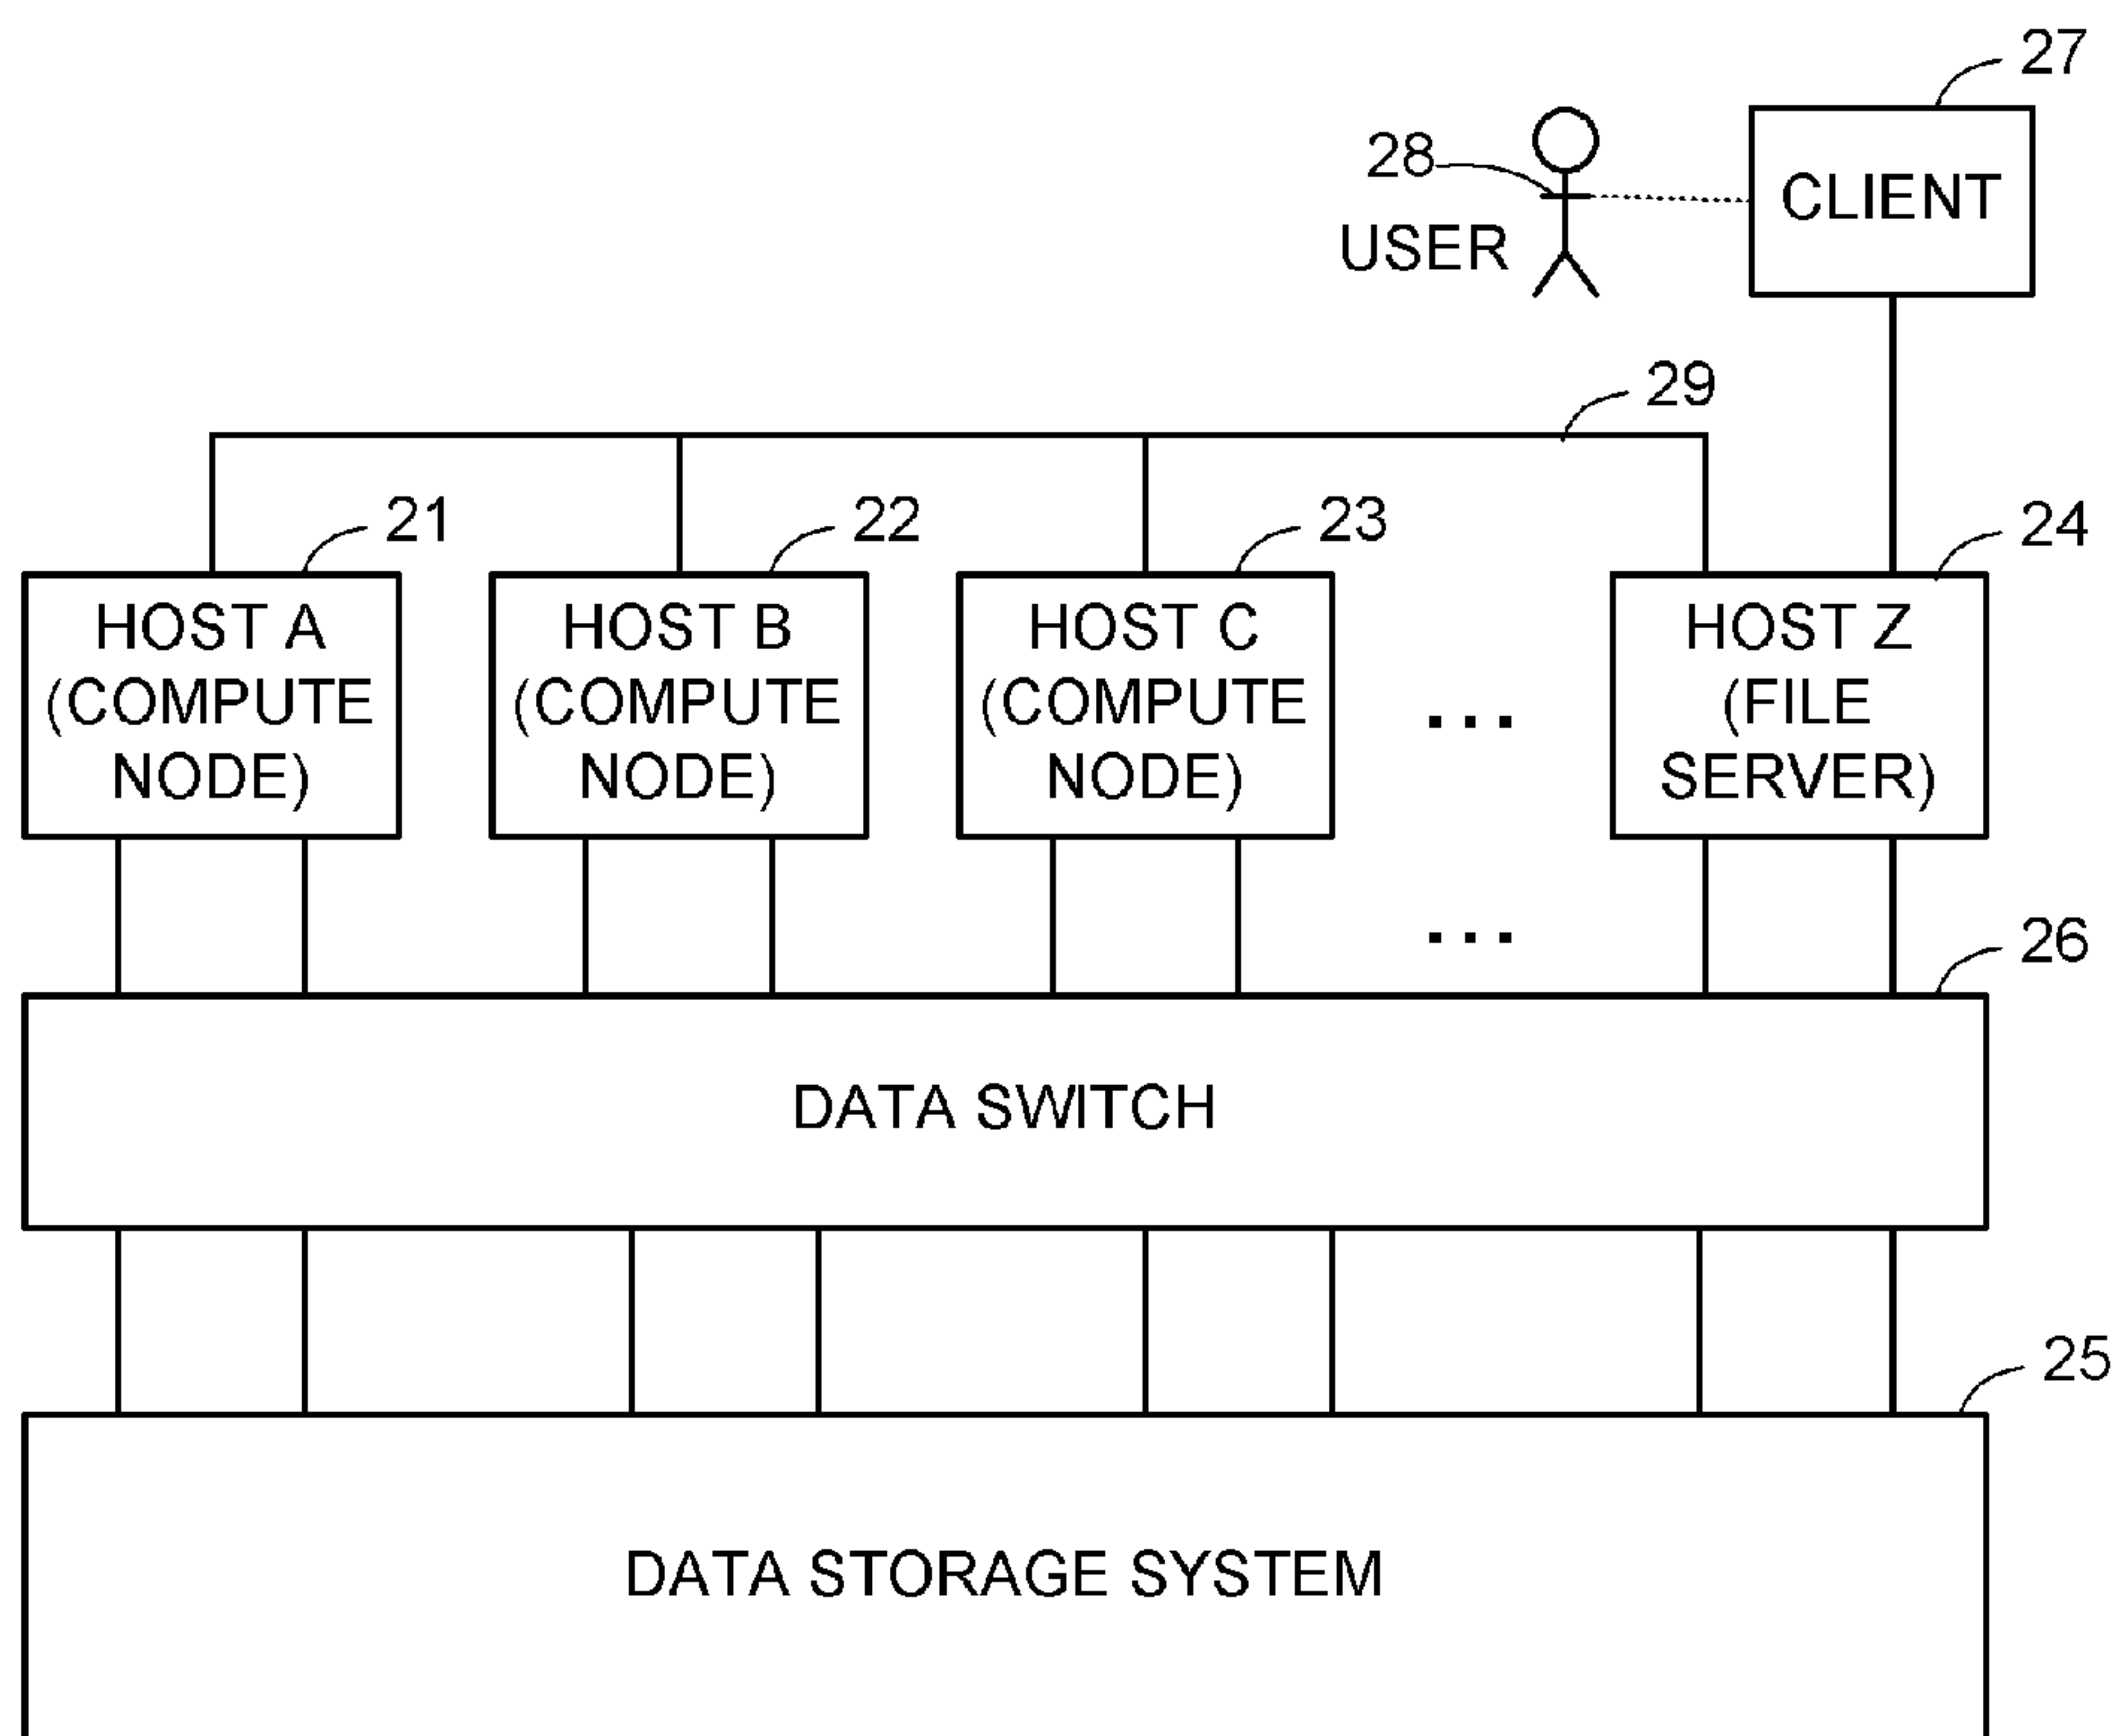 27
28
CLIENT
USER
29
21
22
23
24
HOST A
(COMPUTE
NODE)
HOST B
(COMPUTE
NODE)
HOST C
(COMPUTE
NODE)
...
HOST Z
(FILE
SERVER)
...
26
DATA SWITCH
25
DATA STORAGE SYSTEM